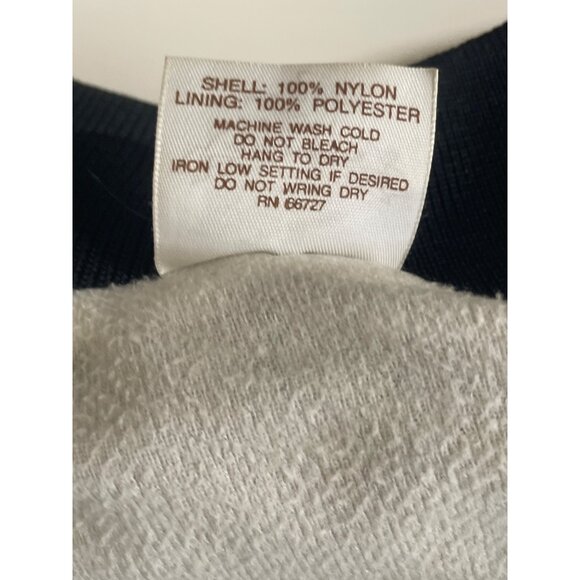 SHELL: 100% NYLON
LINING: 100% POLYESTER
MACHINE WASH COLD
DO NOT BLEACH
HANG TO DRY
IRON LOW SETTING IF DESIRED
DO NOT WRING DRY
RN 66727